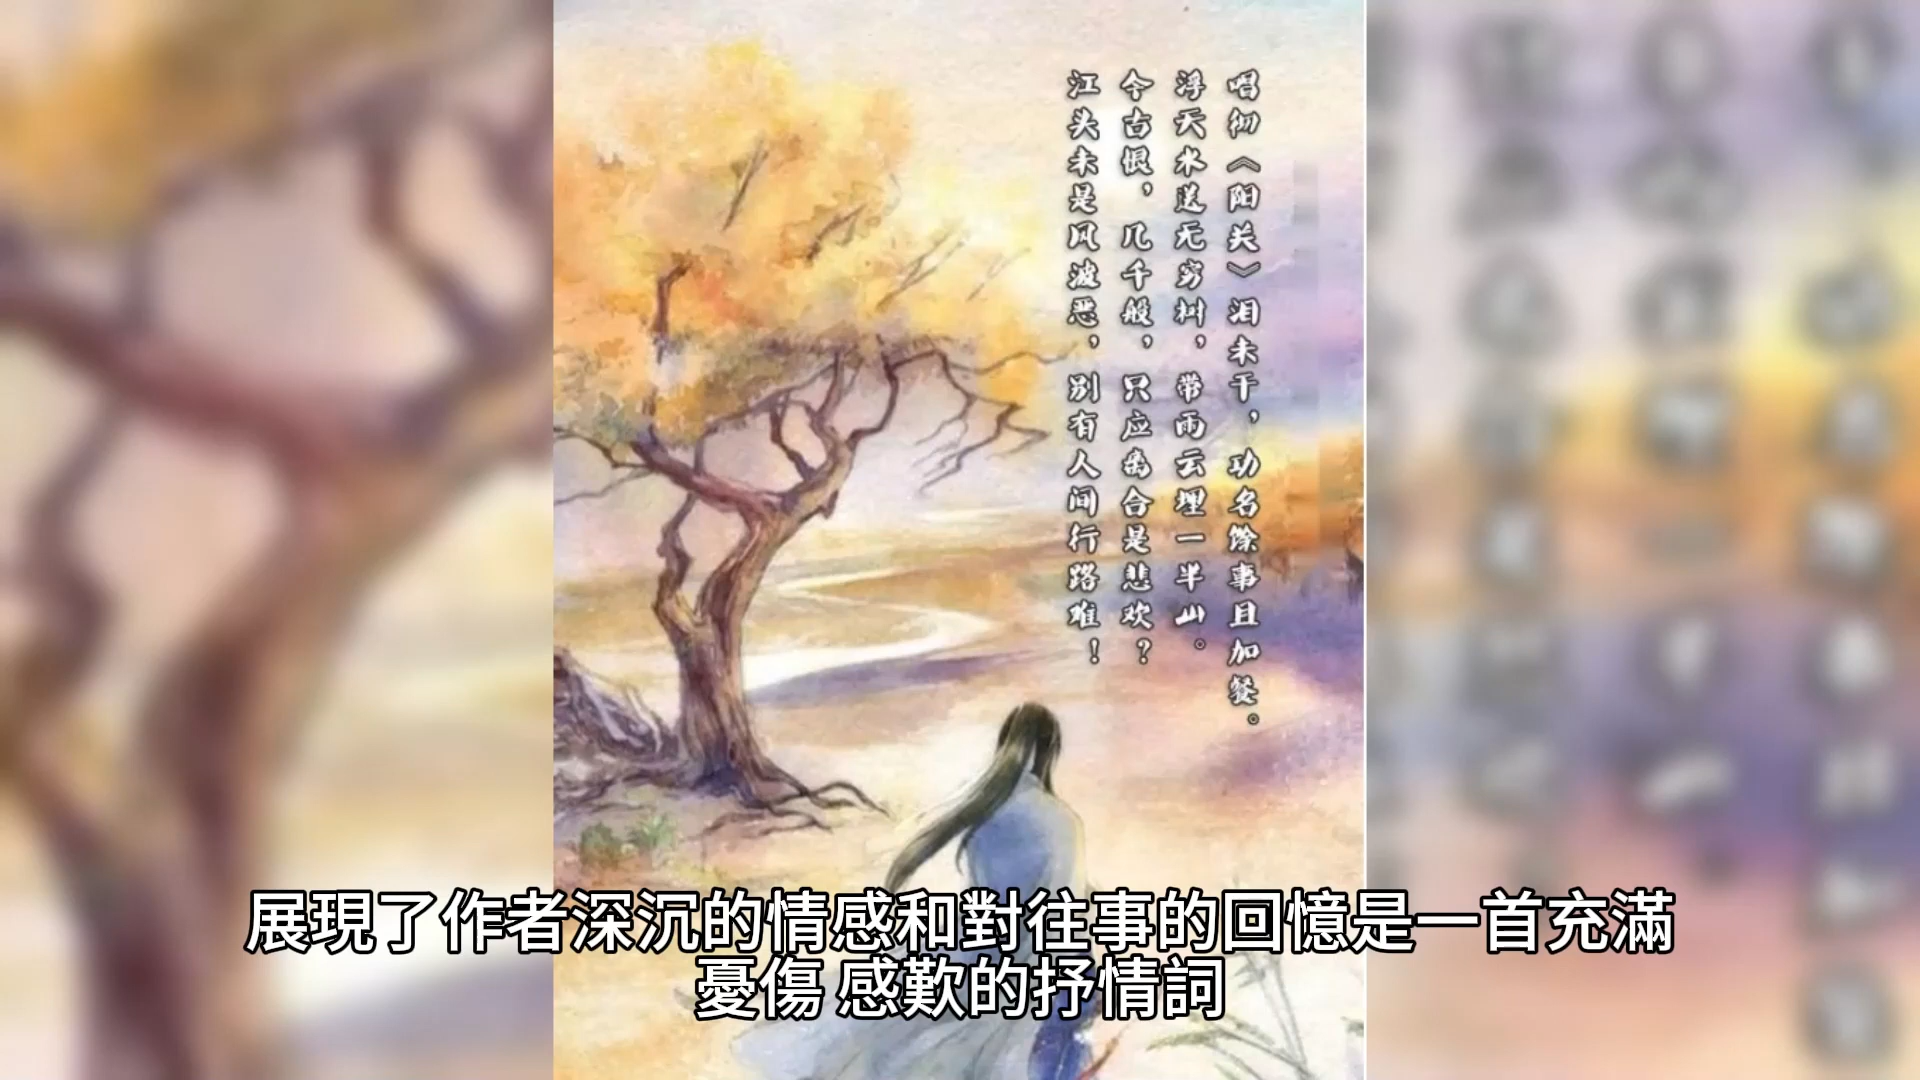 唱彻《阳关》泪未干，功名馀事且加餐。
浮天水送无穷树，带雨云埋一半山。
今古恨，几千般，只应离合是悲欢？
江头未是风波恶，别有人间行路难！
展現了作者深沉的情感和對往事的回憶是一首充滿
憂傷 感歎的抒情詞